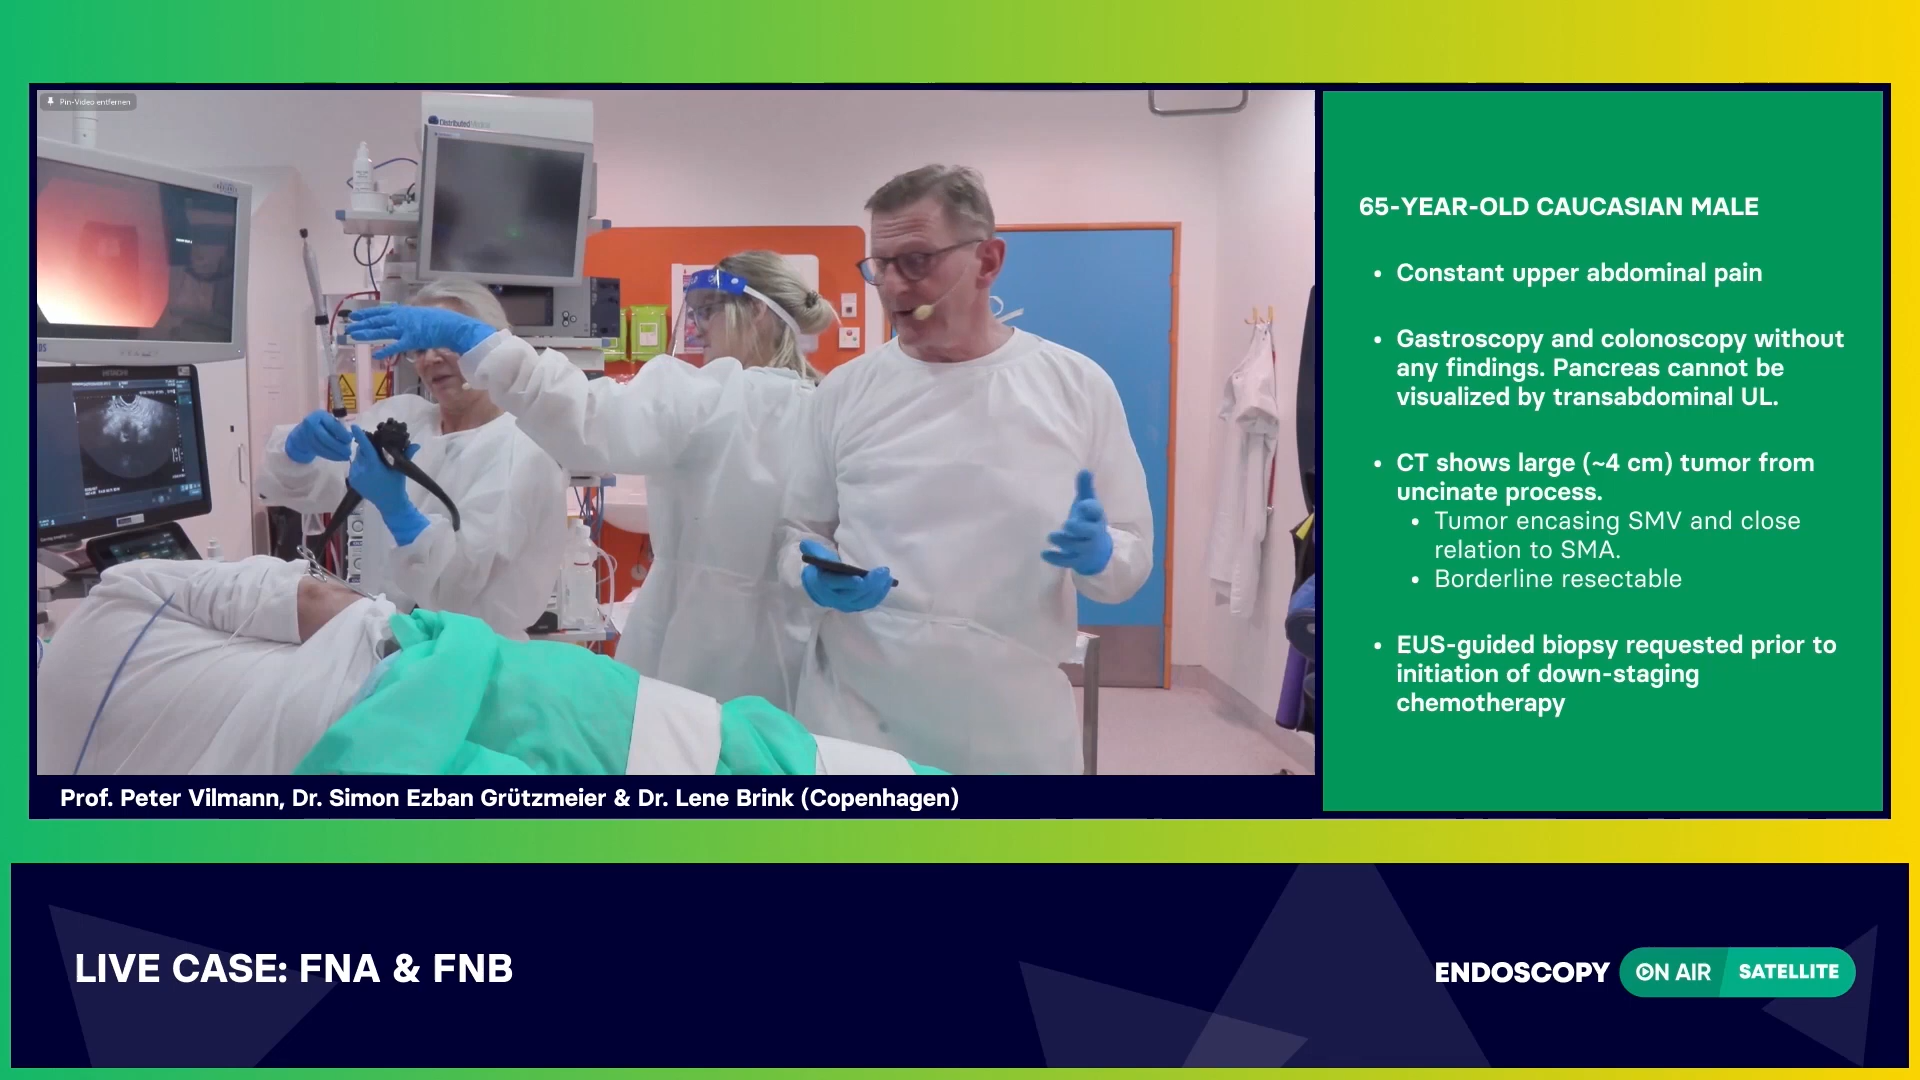 Pin-Video entfernen
DistributedMedical
HITACHI
65-YEAR-OLD CAUCASIAN MALE
• Constant upper abdominal pain
• Gastroscopy and colonoscopy without
any findings. Pancreas cannot be
visualized by transabdominal UL.
• CT shows large (~4 cm) tumor from
uncinate process.
• Tumor encasing SMV and close
relation to SMA.
• Borderline resectable
• EUS-guided biopsy requested prior to
initiation of down-staging
chemotherapy
Prof. Peter Vilmann, Dr. Simon Ezban Grützmeier & Dr. Lene Brink (Copenhagen)
LIVE CASE: FNA & FNB
ENDOSCOPY ON AIR SATELLITE